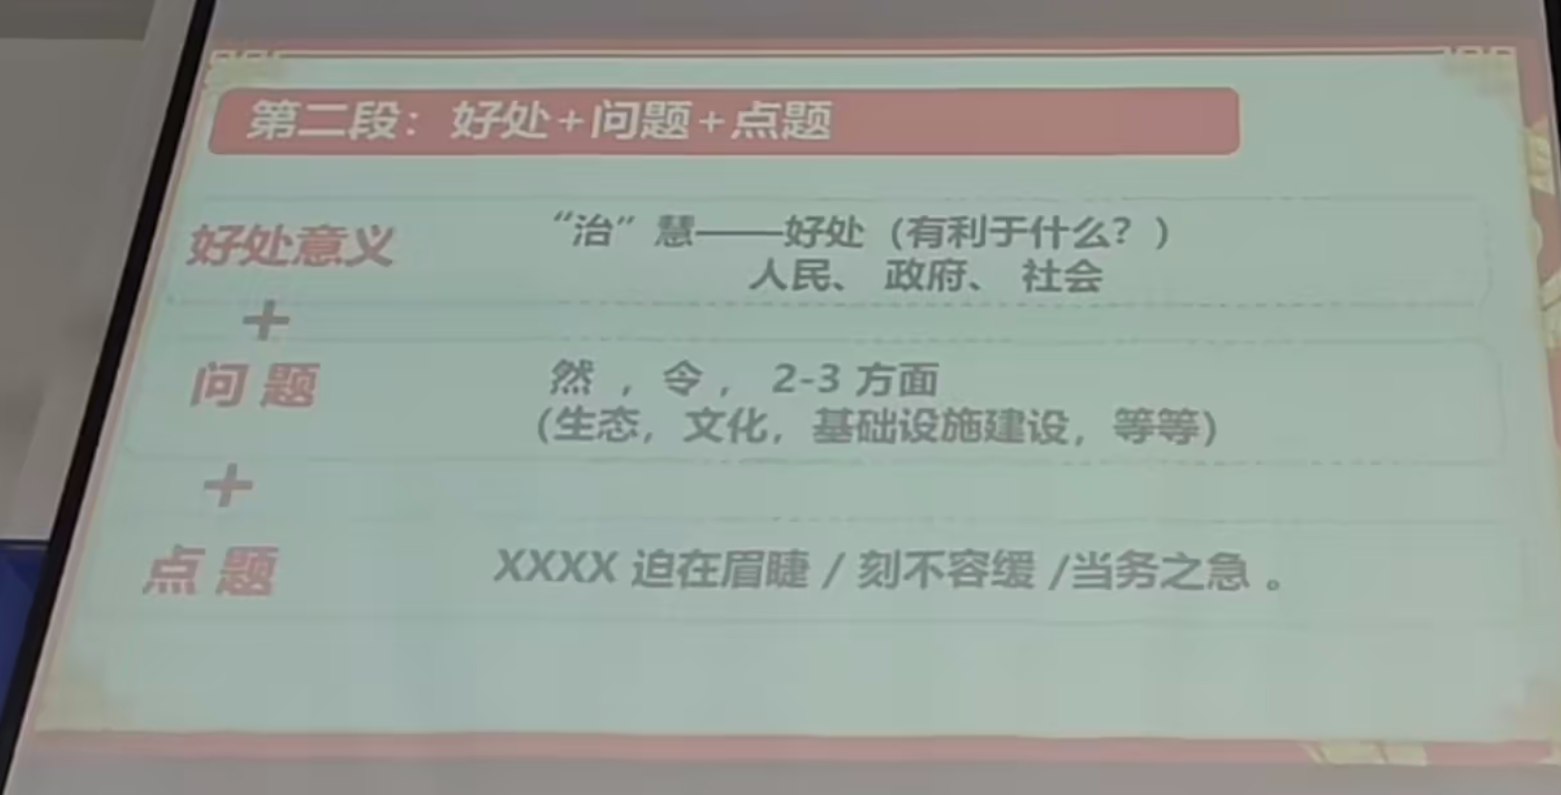 第二段：好处+问题+点题
好处意义
“治”慧——好处（有利于什么？）
人民、 政府、 社会
+
问 题
然 ，令， 2-3 方面
(生态，文化，基础设施建设，等等)
+
点 题
XXXX 迫在眉睫 / 刻不容缓 /当务之急 。